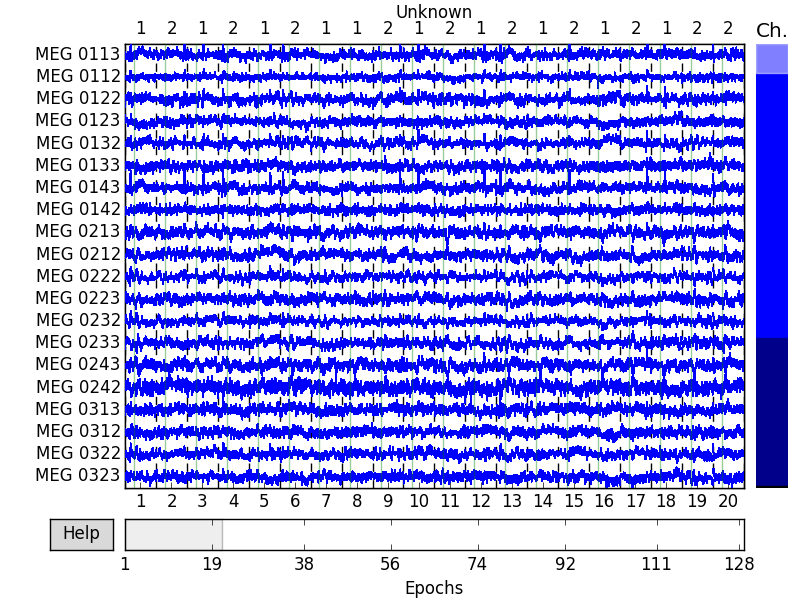 Unknown
1 2 1 2 1 2 1 1 2 1 2 1 2 1 2 1 2 1 2 2
Ch.
MEG 0113
MEG 0112
MEG 0122
MEG 0123
MEG 0132
MEG 0133
MEG 0143
MEG 0142
MEG 0213
MEG 0212
MEG 0222
MEG 0223
MEG 0232
MEG 0233
MEG 0243
MEG 0242
MEG 0313
MEG 0312
MEG 0322
MEG 0323
1 2 3 4 5 6 7 8 9 10 11 12 13 14 15 16 17 18 19 20
Help
1 19 38 56 74 92 111 128
Epochs